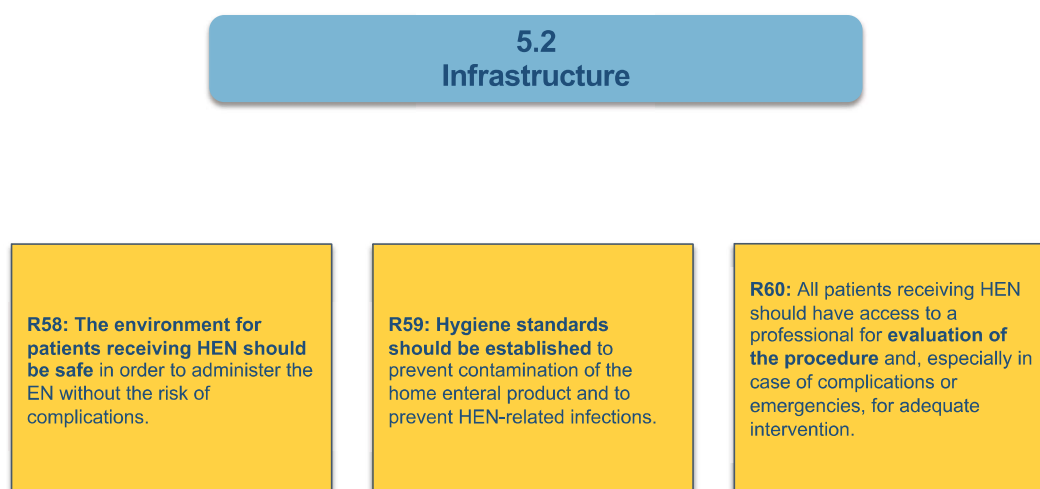 5.2
Infrastructure
R58: The environment for
patients receiving HEN should
be safe in order to administer the
EN without the risk of
complications.
R59: Hygiene standards
should be established to
prevent contamination of the
home enteral product and to
prevent HEN-related infections.
R60: All patients receiving HEN
should have access to a
professional for evaluation of
the procedure and, especially in
case of complications or
emergencies, for adequate
intervention.